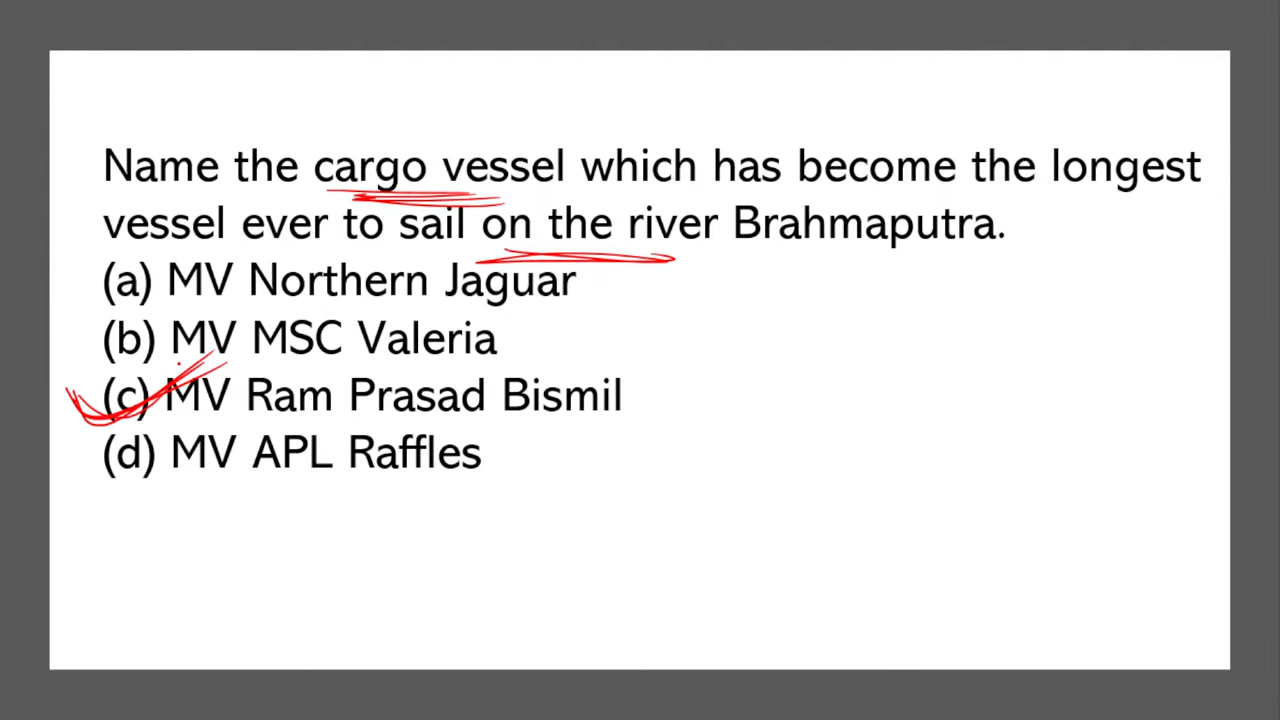 Name the cargo vessel which has become the longest
vessel ever to sail on the river Brahmaputra.
(a) MV Northern Jaguar
(b) MV MSC Valeria
(c) MV Ram Prasad Bismil
(d) MV APL Raffles